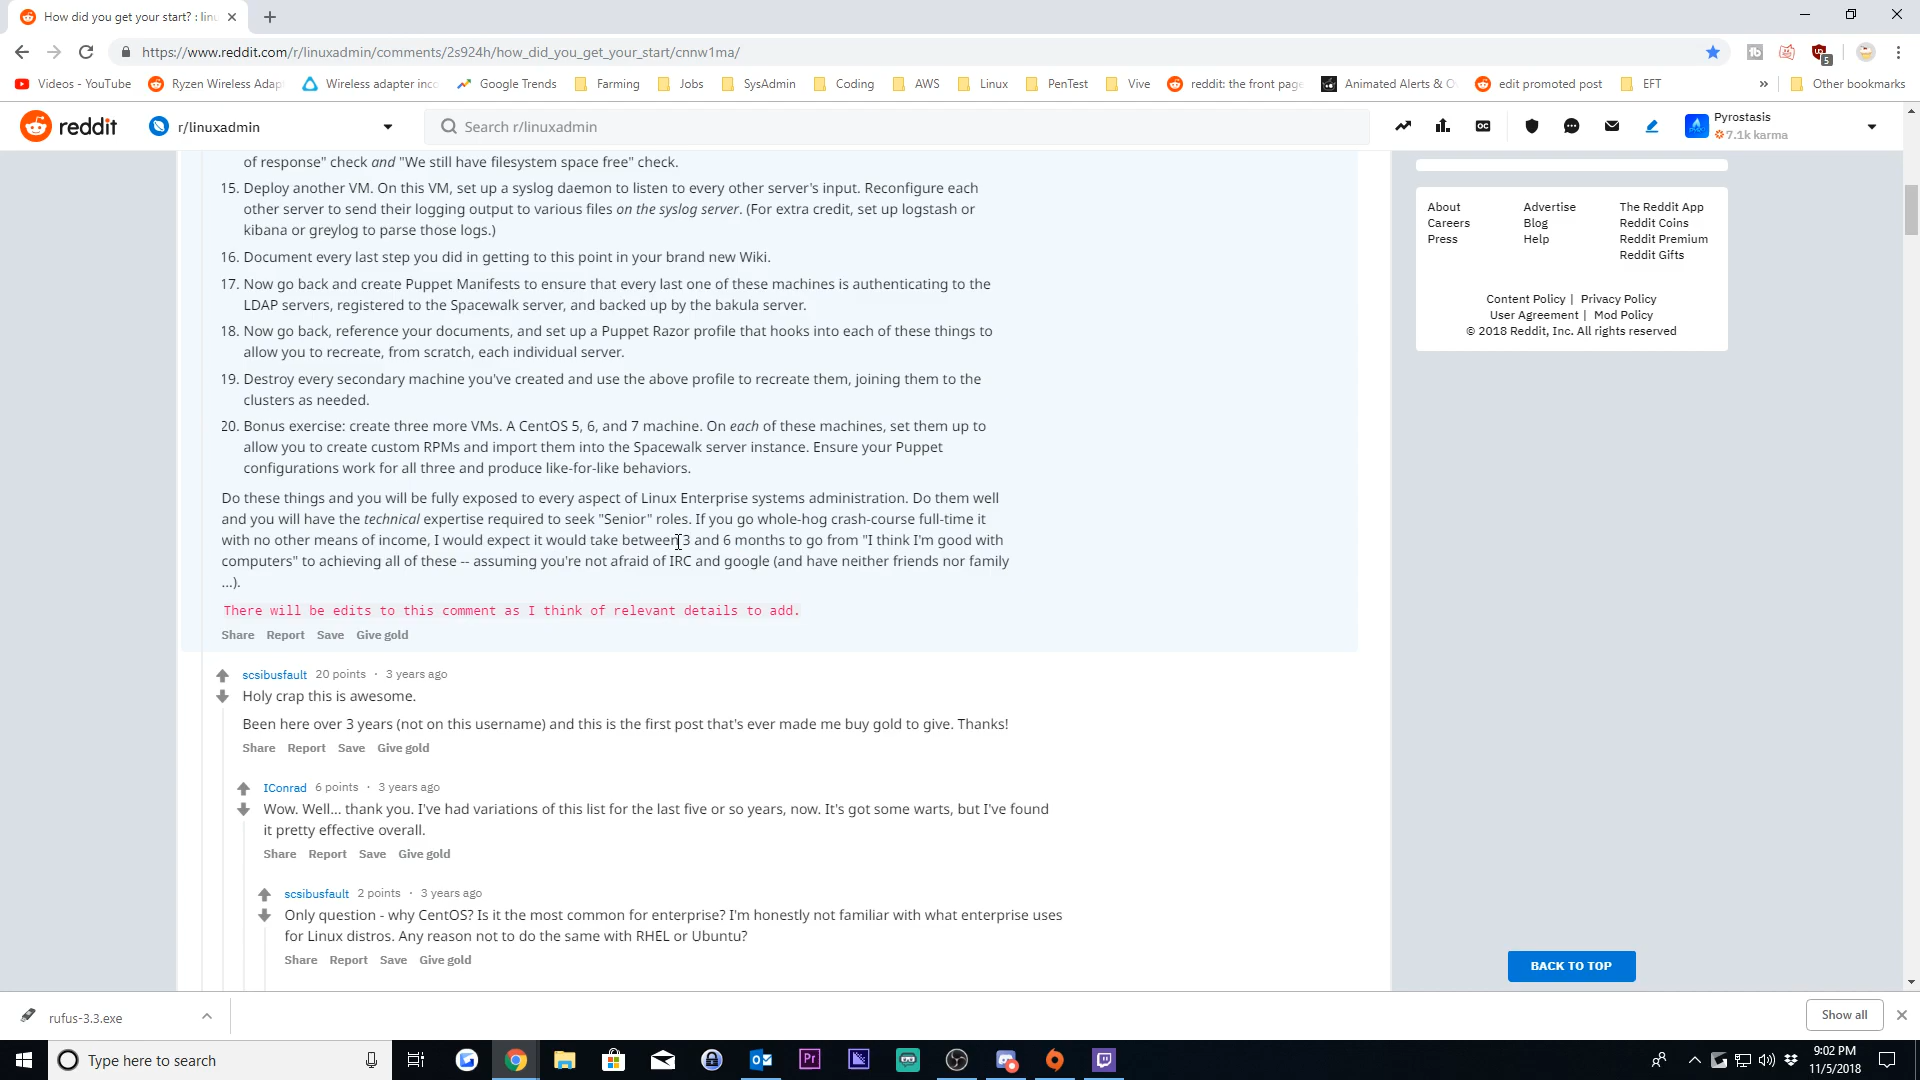 How did you get your start? : linu
https://www.reddit.com/r/linuxadmin/comments/2s924h/how_did_you_get_your_start/cnnw1ma/
5
Videos - YouTube Ryzen Wireless Adap Wireless adapter inco Google Trends Farming Jobs SysAdmin Coding AWS Linux PenTest Vive reddit: the front page Animated Alerts & O edit promoted post EFT » Other bookmarks
reddit r/linuxadmin Search r/linuxadmin
Pyrostasis
7.1k karma
of response" check and "We still have filesystem space free" check.
15. Deploy another VM. On this VM, set up a syslog daemon to listen to every other server's input. Reconfigure each
other server to send their logging output to various files on the syslog server. (For extra credit, set up logstash or
kibana or greylog to parse those logs.)
16. Document every last step you did in getting to this point in your brand new Wiki.
17. Now go back and create Puppet Manifests to ensure that every last one of these machines is authenticating to the
LDAP servers, registered to the Spacewalk server, and backed up by the bakula server.
18. Now go back, reference your documents, and set up a Puppet Razor profile that hooks into each of these things to
allow you to recreate, from scratch, each individual server.
19. Destroy every secondary machine you've created and use the above profile to recreate them, joining them to the
clusters as needed.
20. Bonus exercise: create three more VMs. A CentOS 5, 6, and 7 machine. On each of these machines, set them up to
allow you to create custom RPMs and import them into the Spacewalk server instance. Ensure your Puppet
configurations work for all three and produce like-for-like behaviors.
Do these things and you will be fully exposed to every aspect of Linux Enterprise systems administration. Do them well
and you will have the technical expertise required to seek "Senior" roles. If you go whole-hog crash-course full-time it
with no other means of income, I would expect it would take between 3 and 6 months to go from "I think I'm good with
computers" to achieving all of these -- assuming you're not afraid of IRC and google (and have neither friends nor family
...).
There will be edits to this comment as I think of relevant details to add.
Share Report Save Give gold
scsibusfault 20 points · 3 years ago
Holy crap this is awesome.
Been here over 3 years (not on this username) and this is the first post that's ever made me buy gold to give. Thanks!
Share Report Save Give gold
IConrad 6 points · 3 years ago
Wow. Well... thank you. I've had variations of this list for the last five or so years, now. It's got some warts, but I've found
it pretty effective overall.
Share Report Save Give gold
scsibusfault 2 points · 3 years ago
Only question - why CentOS? Is it the most common for enterprise? I'm honestly not familiar with what enterprise uses
for Linux distros. Any reason not to do the same with RHEL or Ubuntu?
Share Report Save Give gold
About Advertise The Reddit App
Careers Blog Reddit Coins
Press Help Reddit Premium
Reddit Gifts
Content Policy | Privacy Policy
User Agreement | Mod Policy
© 2018 Reddit, Inc. All rights reserved
BACK TO TOP
rufus-3.3.exe
Show all
Type here to search
9:02 PM
11/5/2018